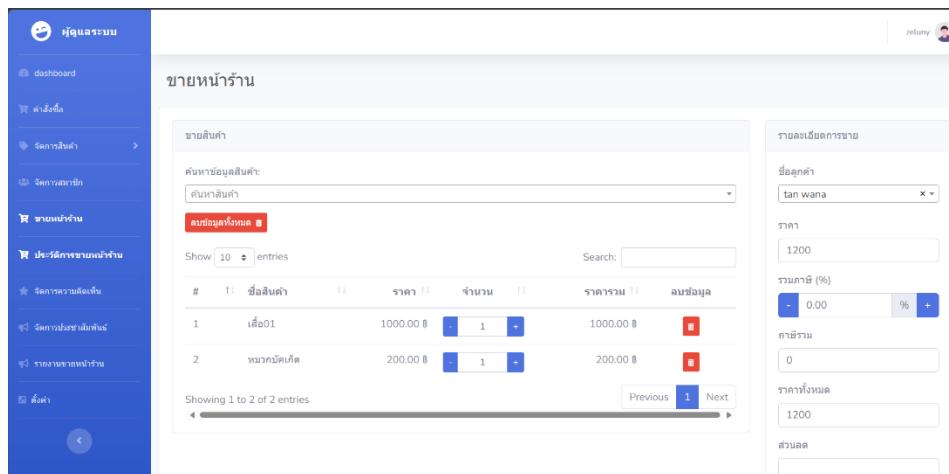 ผู้ดูแลระบบ
zeluny
dashboard
คำสั่งซื้อ
จัดการสินค้า
จัดการสมาชิก
ขายหน้าร้าน
ประวัติการขายหน้าร้าน
จัดการความคิดเห็น
จัดการประชาสัมพันธ์
รายงานขายหน้าร้าน
ตั้งค่า
ขายหน้าร้าน
ขายสินค้า
ค้นหาข้อมูลสินค้า:
ค้นหาสินค้า
ลบข้อมูลทั้งหมด
Show 10 entries
Search:
# ชื่อสินค้า ราคา จำนวน ราคารวม ลบข้อมูล
1 เสื้อ01 1000.00 ฿ - 1 + 1000.00 ฿
2 หมวกบัคเก็ต 200.00 ฿ - 1 + 200.00 ฿
Showing 1 to 2 of 2 entries
Previous 1 Next
รายละเอียดการขาย
ชื่อลูกค้า
tan wana ×
ราคา
1200
รวมภาษี (%)
- 0.00 % +
ภาษีรวม
0
ราคาทั้งหมด
1200
ส่วนลด